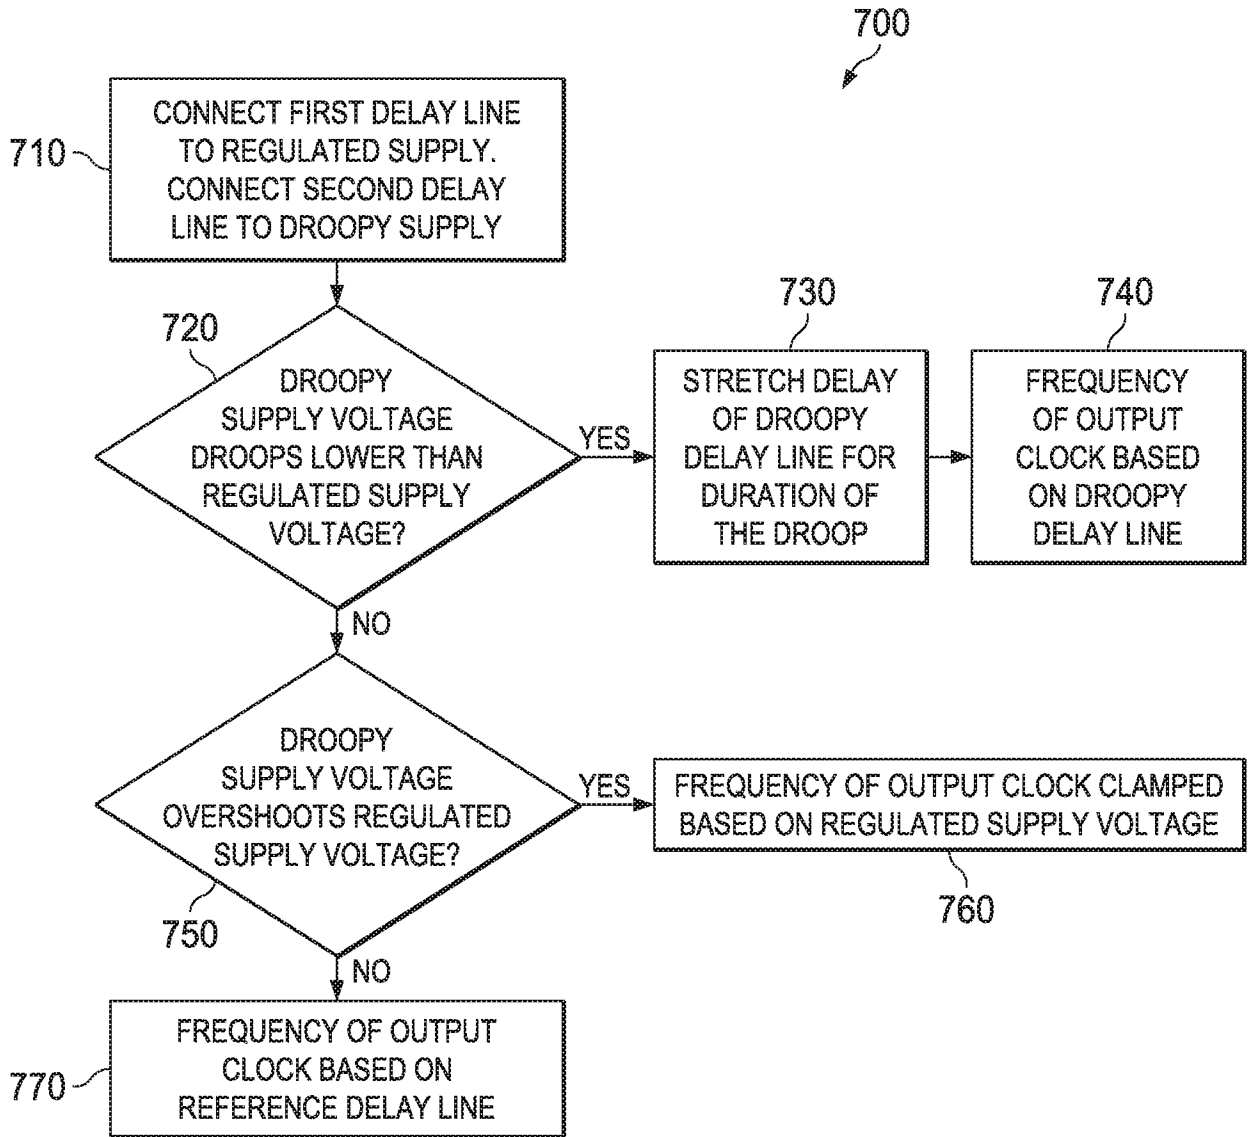 700
CONNECT FIRST DELAY LINE
TO REGULATED SUPPLY.
CONNECT SECOND DELAY
LINE TO DROOPY SUPPLY
710
720
DROOPY
SUPPLY VOLTAGE
DROOPS LOWER THAN
REGULATED SUPPLY
VOLTAGE?
YES
730
STRETCH DELAY
OF DROOPY
DELAY LINE FOR
DURATION OF
THE DROOP
740
FREQUENCY
OF OUTPUT
CLOCK BASED
ON DROOPY
DELAY LINE
NO
DROOPY
SUPPLY VOLTAGE
OVERSHOOTS REGULATED
SUPPLY VOLTAGE?
750
YES
FREQUENCY OF OUTPUT CLOCK CLAMPED
BASED ON REGULATED SUPPLY VOLTAGE
760
NO
FREQUENCY OF OUTPUT
CLOCK BASED ON
REFERENCE DELAY LINE
770